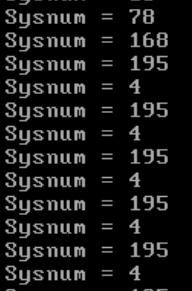 Sysnum = 78
Sysnum = 168
Sysnum = 195
Sysnum = 4
Sysnum = 195
Sysnum = 4
Sysnum = 195
Sysnum = 4
Sysnum = 195
Sysnum = 4
Sysnum = 195
Sysnum = 4